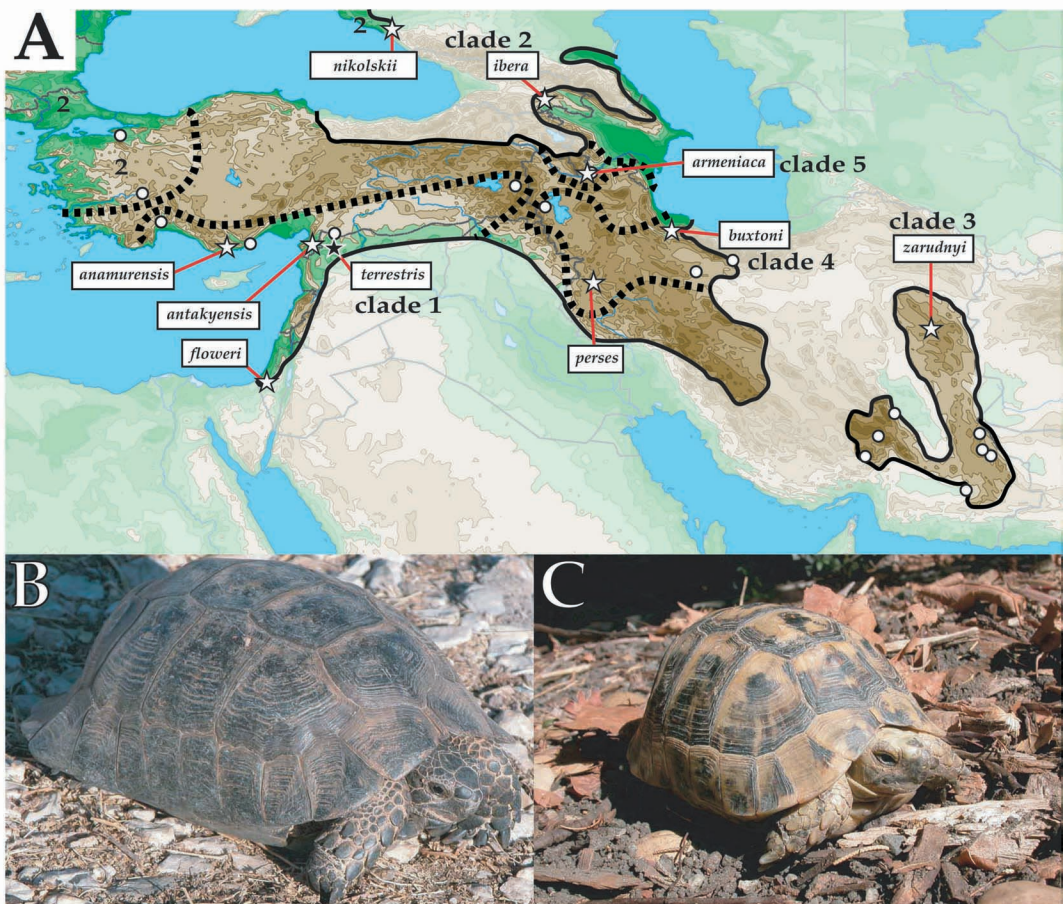 A
2
nikolskii
clade 2
ibera
2
2
armeniaca
clade 5
buxtoni
clade 3
zarudnyi
anamurensis
clade 4
antakyensis
terrestris
clade 1
floweri
perses
B
C